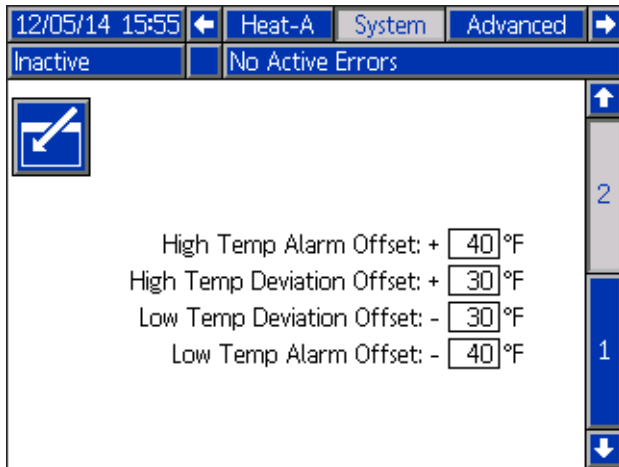 12/05/14 15:55 Heat-A System Advanced
Inactive No Active Errors
2
High Temp Alarm Offset: + 40 °F
High Temp Deviation Offset: + 30 °F
Low Temp Deviation Offset: - 30 °F
Low Temp Alarm Offset: - 40 °F
1